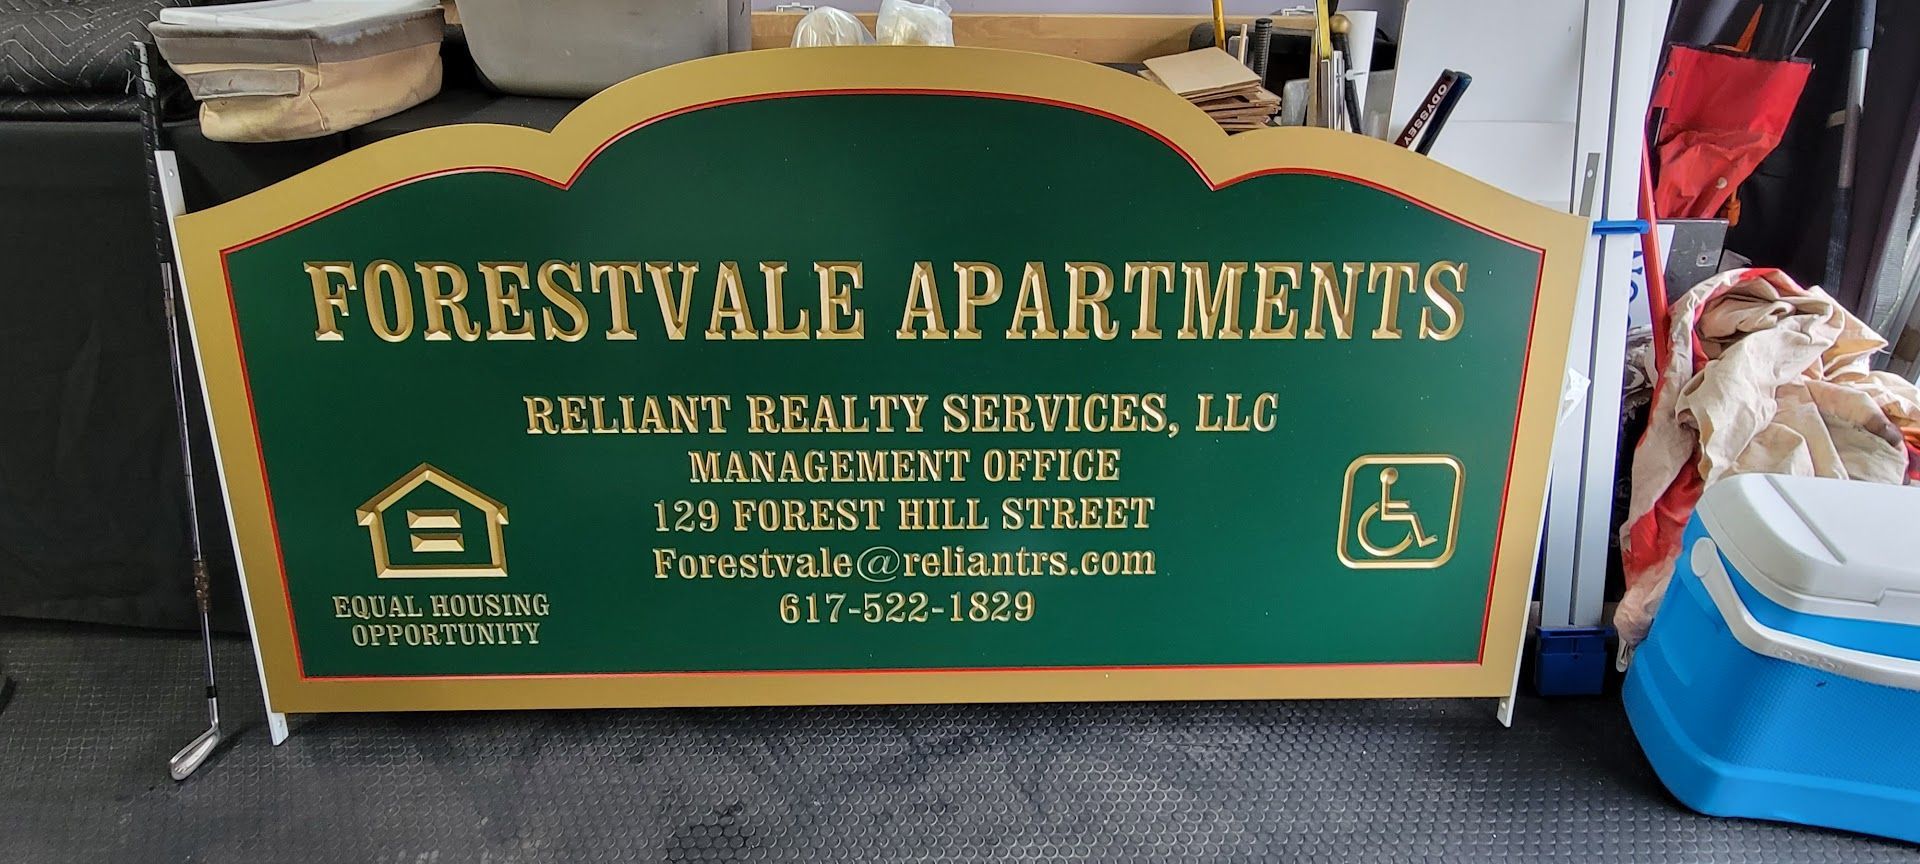 ODYSSEY
FORESTVALE APARTMENTS
RELIANT REALTY SERVICES, LLC
MANAGEMENT OFFICE
129 FOREST HILL STREET
Forestvale@reliantrs.com
617-522-1829
EQUAL HOUSING
OPPORTUNITY